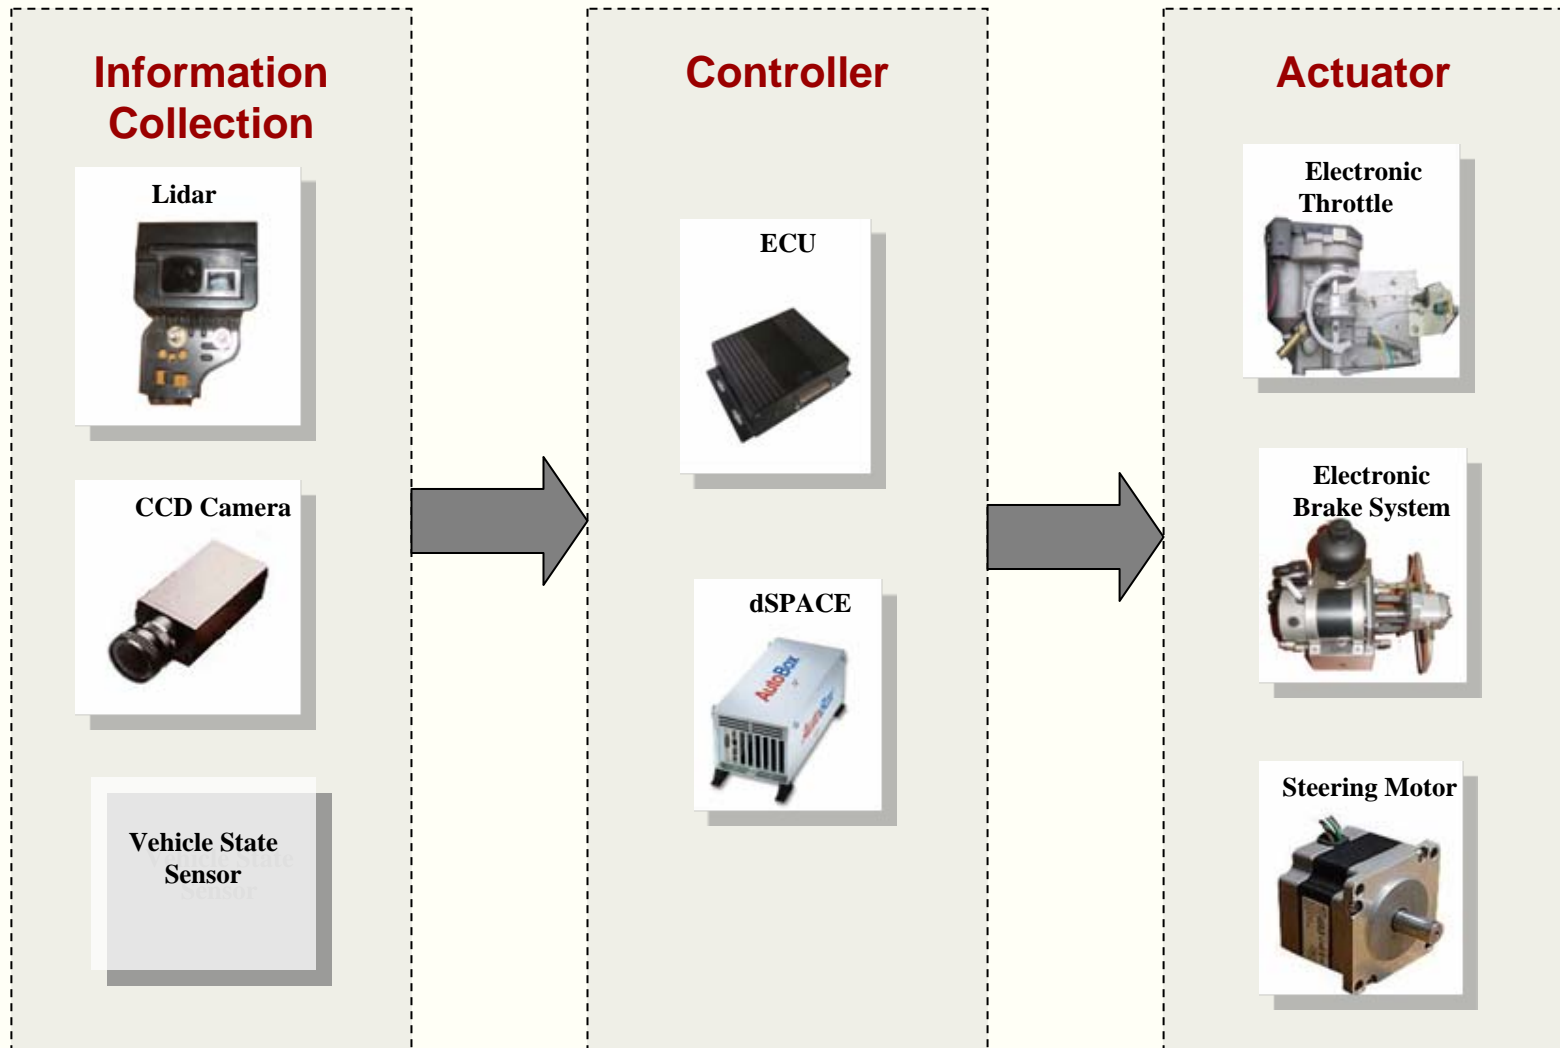 Information
Collection
Lidar
CCD Camera
Vehicle State
Sensor
Controller
ECU
dSPACE
AutoBox
Actuator
Electronic
Throttle
Electronic
Brake System
Steering Motor